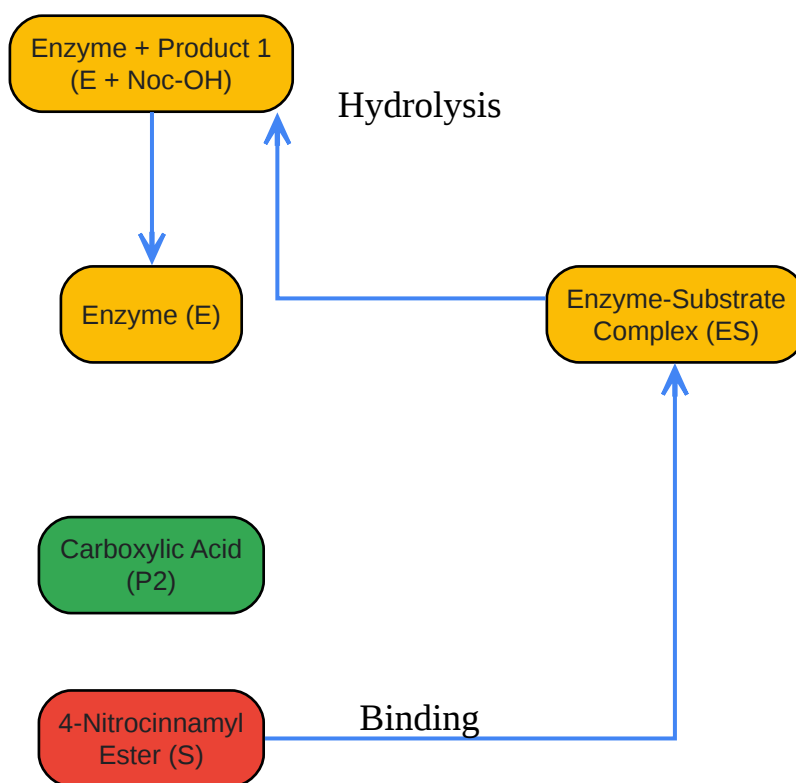 Enzyme + Product 1
(E + Noc-OH)
Hydrolysis
Enzyme (E)
Enzyme-Substrate
Complex (ES)
Carboxylic Acid
(P2)
4-Nitrocinnamyl
Ester (S)
Binding